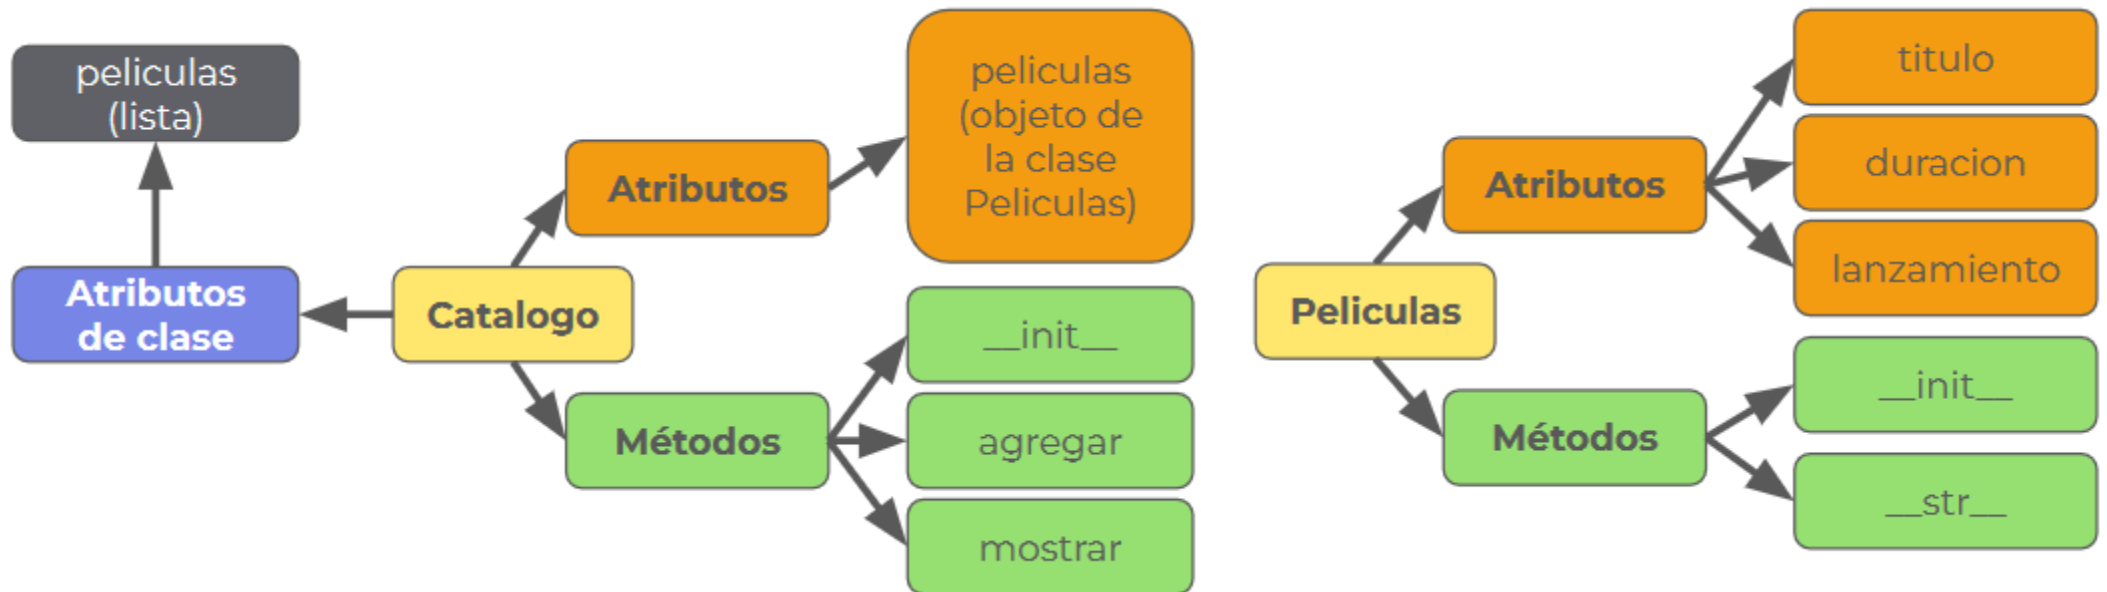 peliculas
(lista)
Atributos
de clase
Catalogo
Atributos
peliculas
(objeto de
la clase
Peliculas)
Métodos
__init__
agregar
mostrar
Peliculas
Atributos
titulo
duracion
lanzamiento
Métodos
__init__
__str__